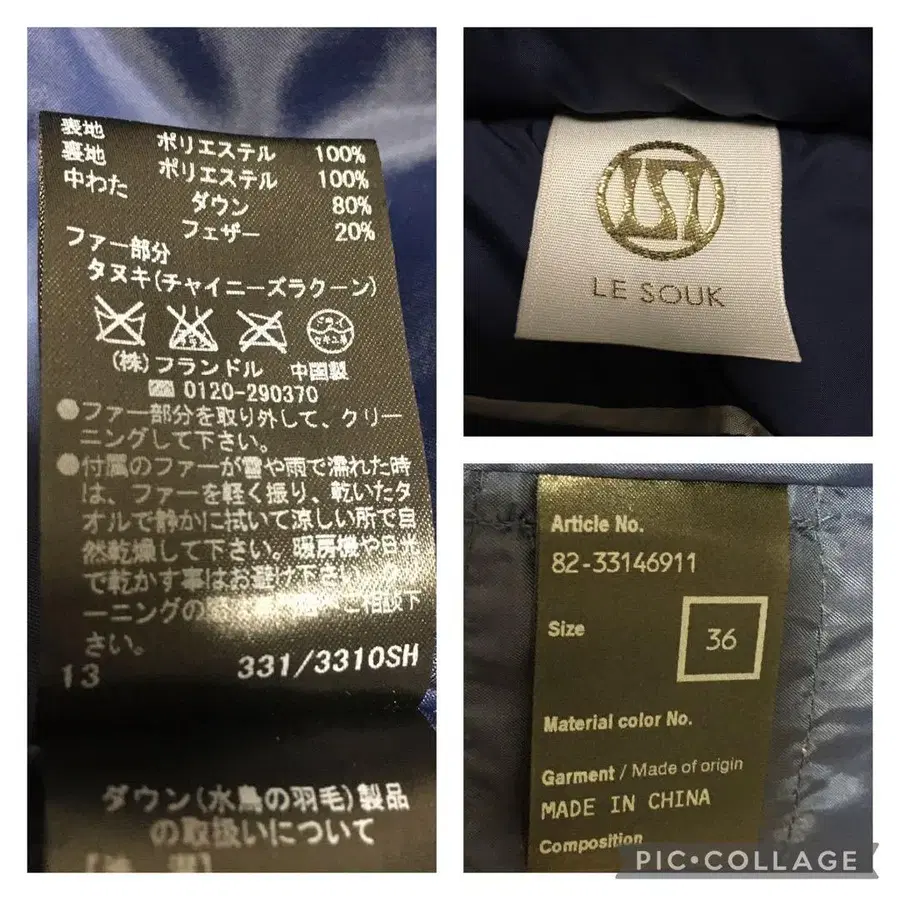 表地 ポリエステル 100%
裏地 ポリエステル 100%
中わた ダウン 80%
フェザー 20%
ファー部分
タヌキ(チャイニーズラクーン)
(株)フランドル 中国製
0120-290370
●ファー部分を取り外して、クリー
ニングして下さい。
●付属のファーが雪や雨で濡れた時
は、ファーを軽く振り、乾いたタ
オルで静かに拭いて涼しい所で自
然乾燥して下さい。暖房機や日光
で乾かす事はお避け下さい。
ーニングの ご相談下
さい。
13 331/3310SH
ダウン(水鳥の羽毛)製品
の取扱いについて
LE SOUK
Article No.
82-33146911
Size 36
Material color No.
Garment / Made of origin
MADE IN CHINA
Composition
PIC•COLLAGE